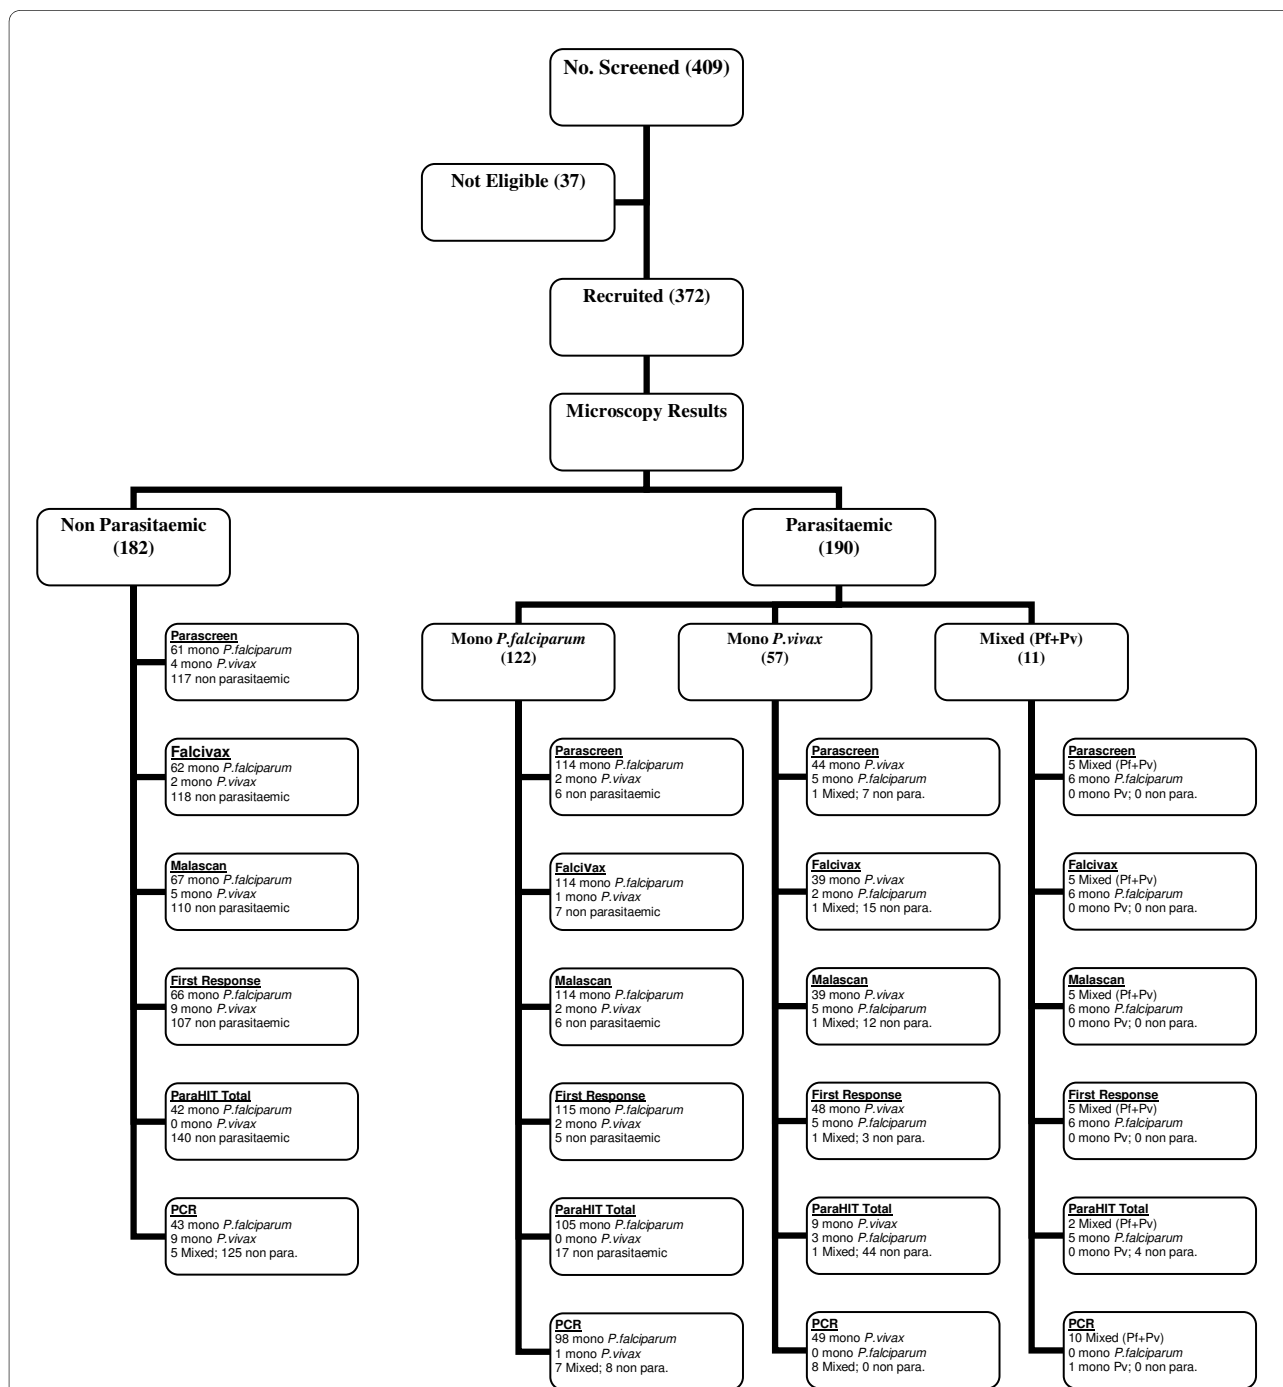 No. Screened (409)
Not Eligible (37)
Recruited (372)
Microscopy Results
Non Parasitaemic
(182)
Parasitaemic
(190)
Parascreen
61 mono P.falciparum
4 mono P.vivax
117 non parasitaemic
Falcivax
62 mono P.falciparum
2 mono P.vivax
118 non parasitaemic
Malascan
67 mono P.falciparum
5 mono P.vivax
110 non parasitaemic
First Response
66 mono P.falciparum
9 mono P.vivax
107 non parasitaemic
ParaHIT Total
42 mono P.falciparum
0 mono P.vivax
140 non parasitaemic
PCR
43 mono P.falciparum
9 mono P.vivax
5 Mixed; 125 non para.
Mono P.falciparum
(122)
Parascreen
114 mono P.falciparum
2 mono P.vivax
6 non parasitaemic
FalciVax
114 mono P.falciparum
1 mono P.vivax
7 non parasitaemic
Malascan
114 mono P.falciparum
2 mono P.vivax
6 non parasitaemic
First Response
115 mono P.falciparum
2 mono P.vivax
5 non parasitaemic
ParaHIT Total
105 mono P.falciparum
0 mono P.vivax
17 non parasitaemic
PCR
98 mono P.falciparum
1 mono P.vivax
7 Mixed; 8 non para.
Mono P.vivax
(57)
Parascreen
44 mono P.vivax
5 mono P.falciparum
1 Mixed; 7 non para.
Falcivax
39 mono P.vivax
2 mono P.falciparum
1 Mixed; 15 non para.
Malascan
39 mono P.vivax
5 mono P.falciparum
1 Mixed; 12 non para.
First Response
48 mono P.vivax
5 mono P.falciparum
1 Mixed; 3 non para.
ParaHIT Total
9 mono P.vivax
3 mono P.falciparum
1 Mixed; 44 non para.
PCR
49 mono P.vivax
0 mono P.falciparum
8 Mixed; 0 non para.
Mixed (Pf+Pv)
(11)
Parascreen
5 Mixed (Pf+Pv)
6 mono P.falciparum
0 mono Pv; 0 non para.
Falcivax
5 Mixed (Pf+Pv)
6 mono P.falciparum
0 mono Pv; 0 non para.
Malascan
5 Mixed (Pf+Pv)
6 mono P.falciparum
0 mono Pv; 0 non para.
First Response
5 Mixed (Pf+Pv)
6 mono P.falciparum
0 mono Pv; 0 non para.
ParaHIT Total
2 Mixed (Pf+Pv)
5 mono P.falciparum
0 mono Pv; 4 non para.
PCR
10 Mixed (Pf+Pv)
0 mono P.falciparum
1 mono Pv; 0 non para.